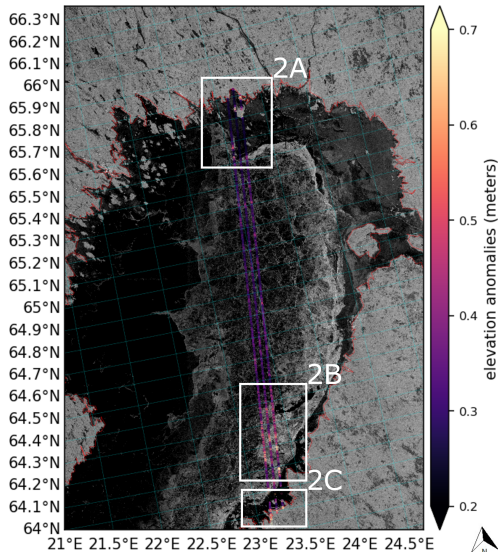 66.3°N
66.2°N
66.1°N
66°N
65.9°N
65.8°N
65.7°N
65.6°N
65.5°N
65.4°N
65.3°N
65.2°N
65.1°N
65°N
64.9°N
64.8°N
64.7°N
64.6°N
64.5°N
64.4°N
64.3°N
64.2°N
64.1°N
64°N
21°E 21.5°E 22°E 22.5°E 23°E 23.5°E 24°E 24.5°E
2A
2B
2C
0.7
0.6
0.5
0.4
0.3
0.2
elevation anomalies (meters)
N